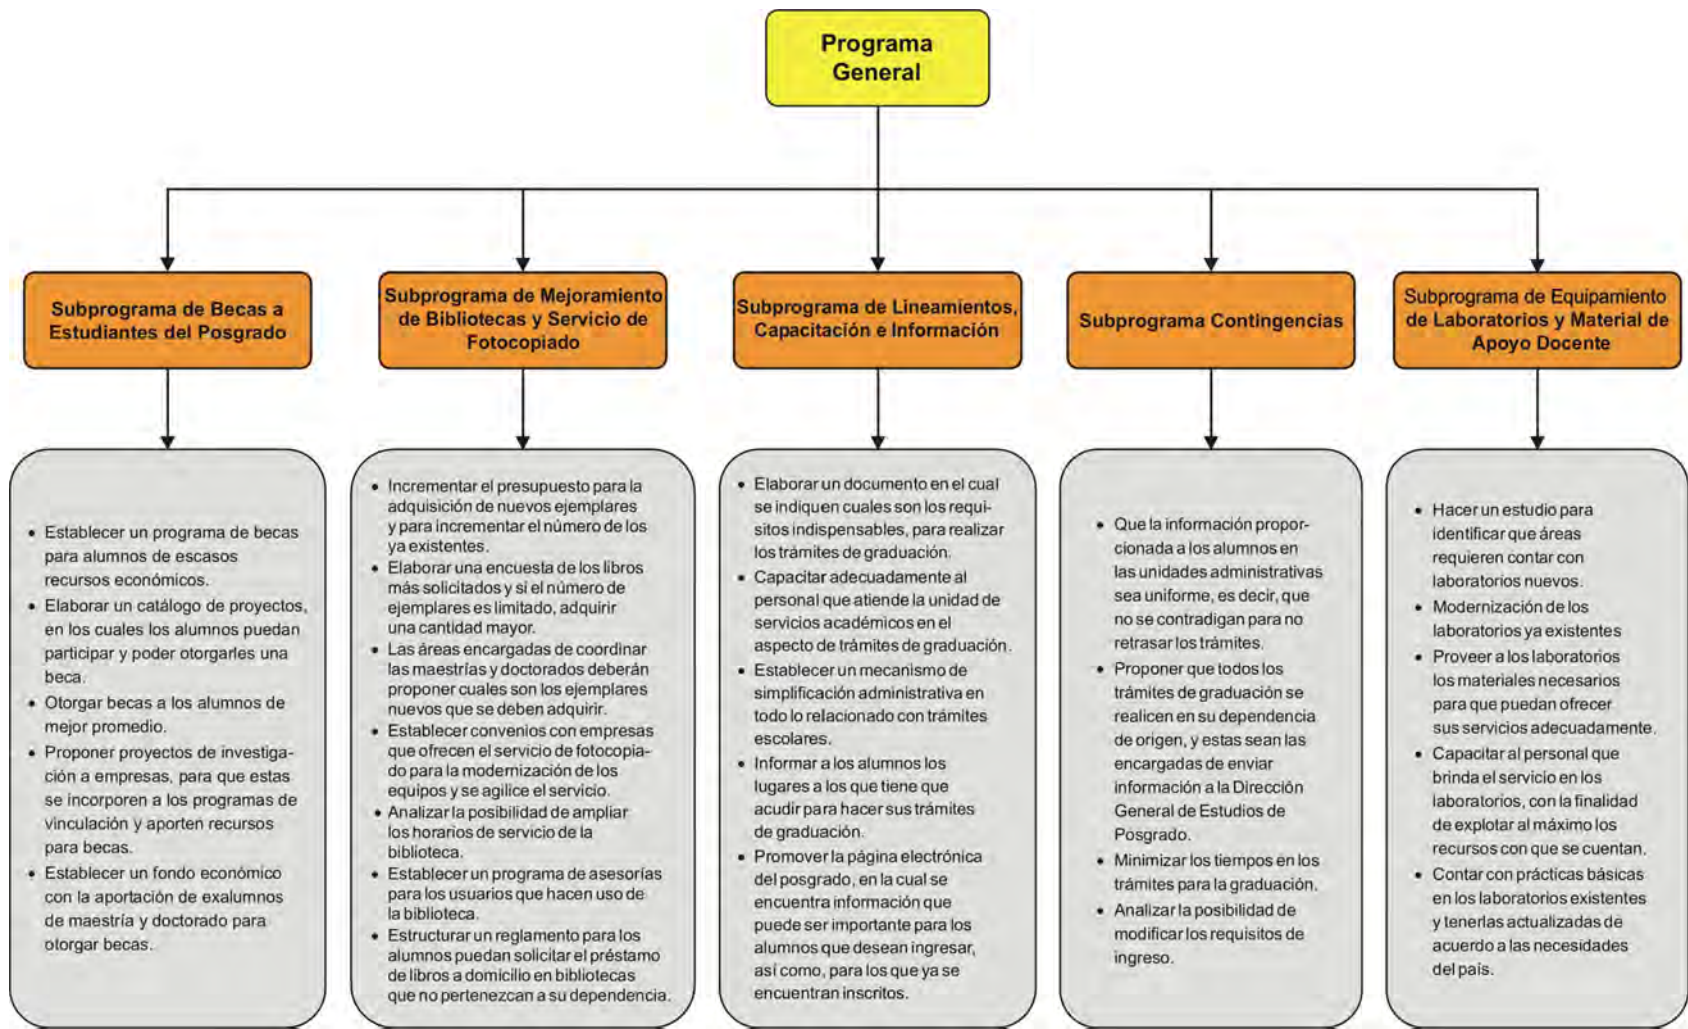 Programa
General
Subprograma de Becas a
Estudiantes del Posgrado
Subprograma de Mejoramiento
de Bibliotecas y Servicio de
Fotocopiado
Subprograma de Lineamientos,
Capacitación e Información
Subprograma Contingencias
Subprograma de Equipamiento
de Laboratorios y Material de
Apoyo Docente
• Establecer un programa de becas
para alumnos de escasos
recursos económicos.
• Elaborar un catálogo de proyectos,
en los cuales los alumnos puedan
participar y poder otorgarles una
beca.
• Otorgar becas a los alumnos de
mejor promedio.
• Proponer proyectos de investiga-
ción a empresas, para que estas
se incorporen a los programas de
vinculación y aporten recursos
para becas.
• Establecer un fondo económico
con la aportación de exalumnos
de maestría y doctorado para
otorgar becas.
• Incrementar el presupuesto para la
adquisición de nuevos ejemplares
y para incrementar el número de los
ya existentes.
• Elaborar una encuesta de los libros
más solicitados y si el número de
ejemplares es limitado, adquirir
una cantidad mayor.
• Las áreas encargadas de coordinar
las maestrías y doctorados deberán
proponer cuales son los ejemplares
nuevos que se deben adquirir.
• Establecer convenios con empresas
que ofrecen el servicio de fotocopia-
do para la modernización de los
equipos y se agilice el servicio.
• Analizar la posibilidad de ampliar
los horarios de servicio de la
biblioteca.
• Establecer un programa de asesorías
para los usuarios que hacen uso de
la biblioteca.
• Estructurar un reglamento para los
alumnos puedan solicitar el préstamo
de libros a domicilio en bibliotecas
que no pertenezcan a su dependencia.
• Elaborar un documento en el cual
se indiquen cuales son los requi-
sitos indispensables, para realizar
los trámites de graduación.
• Capacitar adecuadamente al
personal que atiende la unidad de
servicios académicos en el
aspecto de trámites de graduación.
• Establecer un mecanismo de
simplificación administrativa en
todo lo relacionado con trámites
escolares.
• Informar a los alumnos los
lugares a los que tiene que
acudir para hacer sus trámites
de graduación.
• Promover la página electrónica
del posgrado, en la cual se
encuentra información que
puede ser importante para los
alumnos que desean ingresar,
así como, para los que ya se
encuentran inscritos.
• Que la información propor-
cionada a los alumnos en
las unidades administrativas
sea uniforme, es decir, que
no se contradigan para no
retrasar los trámites.
• Proponer que todos los
trámites de graduación se
realicen en su dependencia
de origen, y estas sean las
encargadas de enviar
información a la Dirección
General de Estudios de
Posgrado.
• Minimizar los tiempos en los
trámites para la graduación.
• Analizar la posibilidad de
modificar los requisitos de
ingreso.
• Hacer un estudio para
identificar que áreas
requieren contar con
laboratorios nuevos.
• Modernización de los
laboratorios ya existentes
• Proveer a los laboratorios
los materiales necesarios
para que puedan ofrecer
sus servicios adecuadamente.
• Capacitar al personal que
brinda el servicio en los
laboratorios, con la finalidad
de explotar al máximo los
recursos con que se cuentan.
• Contar con prácticas básicas
en los laboratorios existentes
y tenerlas actualizadas de
acuerdo a las necesidades
del país.